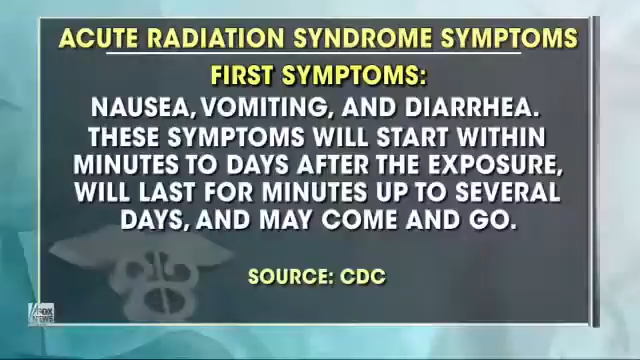 ACUTE RADIATION SYNDROME SYMPTOMS
FIRST SYMPTOMS:
NAUSEA, VOMITING, AND DIARRHEA.
THESE SYMPTOMS WILL START WITHIN
MINUTES TO DAYS AFTER THE EXPOSURE,
WILL LAST FOR MINUTES UP TO SEVERAL
DAYS, AND MAY COME AND GO.
SOURCE: CDC
FOX
NEWS